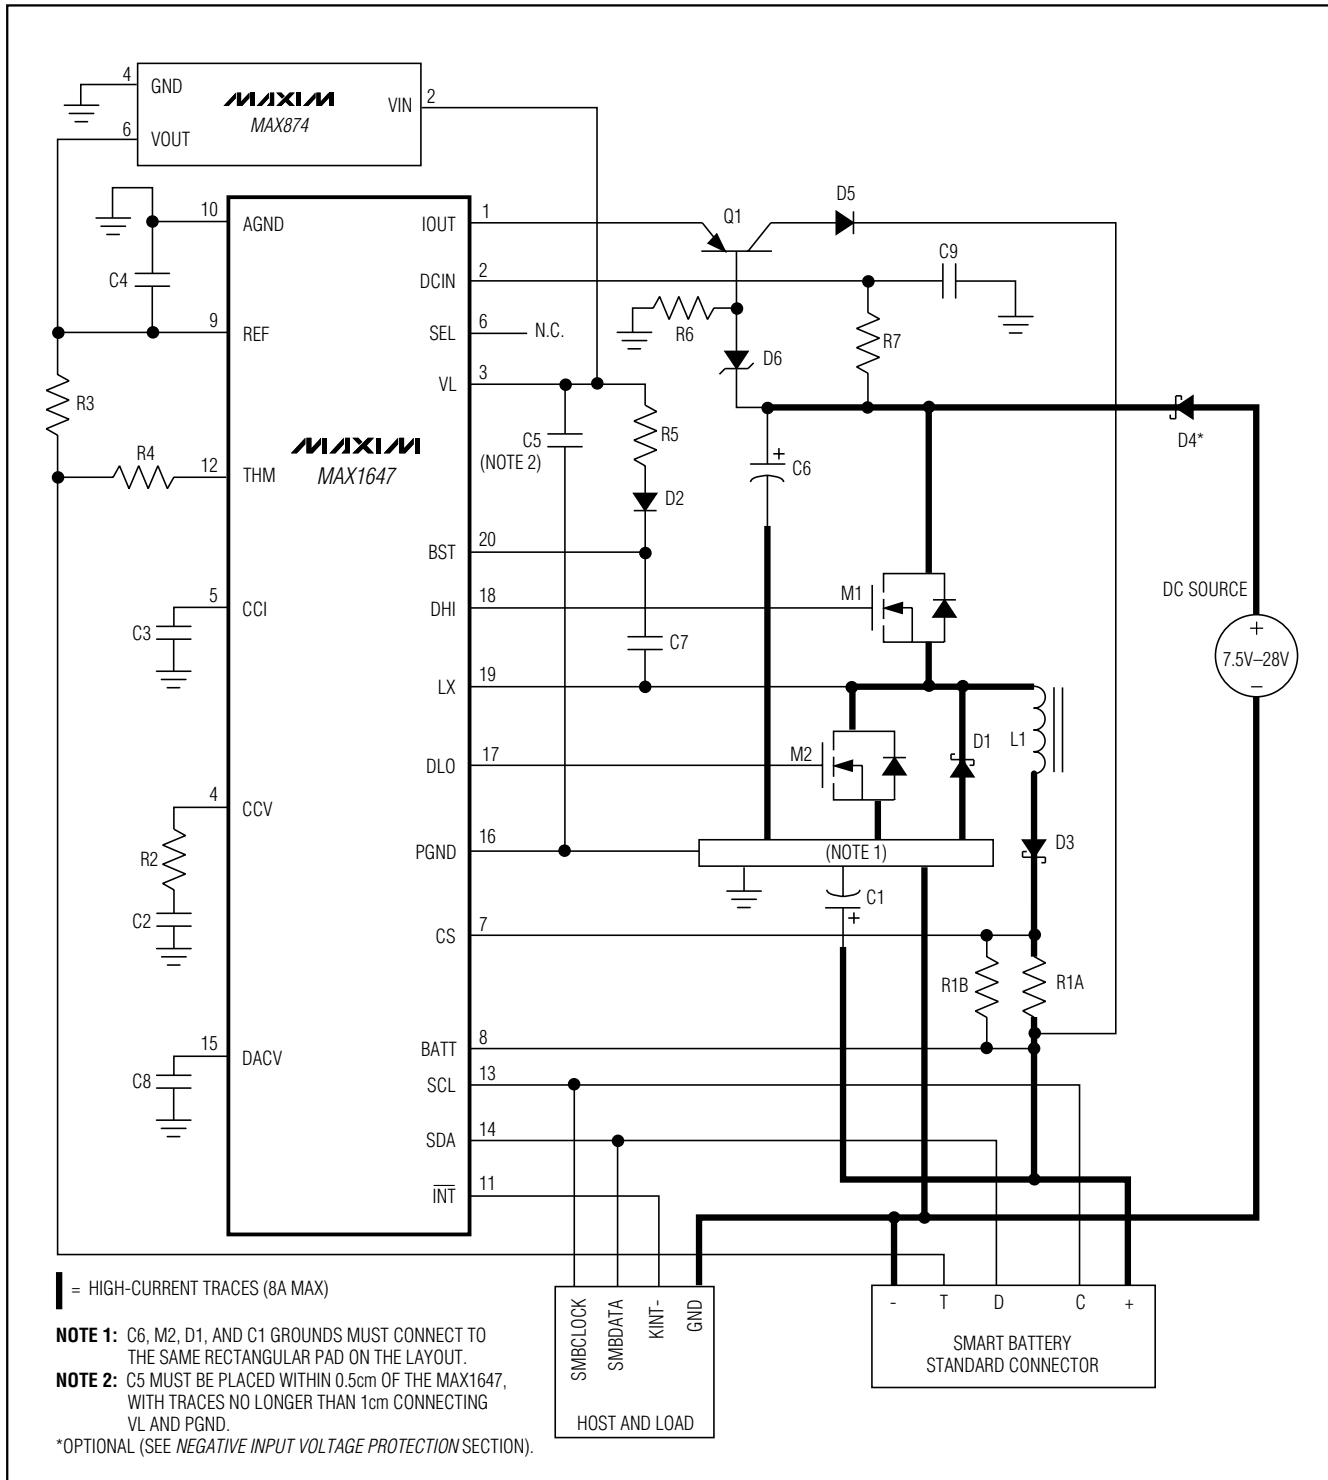 4
GND
MAXIM
MAX874
VIN
2
6
VOUT
10
AGND
IOUT
1
Q1
D5
C4
DCIN
2
C9
9
REF
SEL
6
N.C.
R6
D6
R7
VL
3
R3
C5
(NOTE 2)
R5
D4*
R4
12
THM
MAXIM
MAX1647
+
C6
D2
BST
20
5
CCI
DHI
18
M1
DC SOURCE
C3
C7
+
7.5V–28V
−
LX
19
D1
L1
M2
DLO
17
4
CCV
R2
PGND
16
(NOTE 1)
D3
C1
+
C2
CS
7
R1B
R1A
15
DACV
BATT
8
C8
SCL
13
SDA
14
INT
11
= HIGH-CURRENT TRACES (8A MAX)
NOTE 1: C6, M2, D1, AND C1 GROUNDS MUST CONNECT TO
THE SAME RECTANGULAR PAD ON THE LAYOUT.
NOTE 2: C5 MUST BE PLACED WITHIN 0.5cm OF THE MAX1647,
WITH TRACES NO LONGER THAN 1cm CONNECTING
VL AND PGND.
*OPTIONAL (SEE NEGATIVE INPUT VOLTAGE PROTECTION SECTION).
SMBCLOCK
SMBDATA
KINT-
GND
HOST AND LOAD
- T D C +
SMART BATTERY
STANDARD CONNECTOR